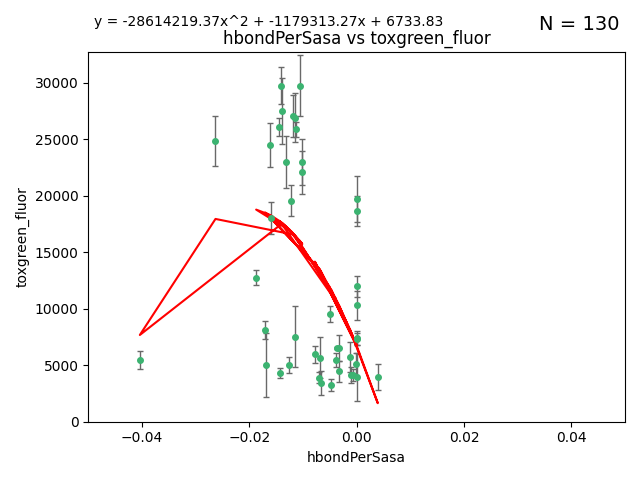 y = -28614219.37x^2 + -1179313.27x + 6733.83
N = 130
hbondPerSasa vs toxgreen_fluor
30000
25000
20000
15000
10000
5000
0
toxgreen_fluor
−0.04
−0.02
0.00
0.02
0.04
hbondPerSasa